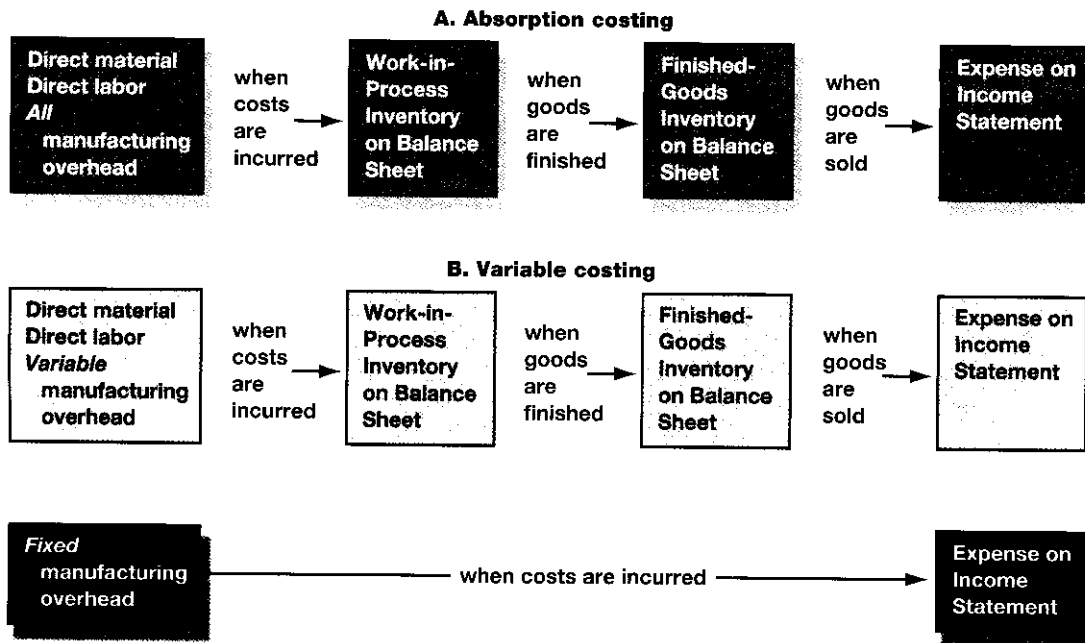 A. Absorption costing
Direct material
Direct labor
All
manufacturing
overhead
when
costs
are
incurred
Work-in-
Process
Inventory
on Balance
Sheet
when
goods
are
finished
Finished-
Goods
Inventory
on Balance
Sheet
when
goods
are
sold
Expense on
Income
Statement
B. Variable costing
Direct material
Direct labor
Variable
manufacturing
overhead
when
costs
are
incurred
Work-in-
Process
Inventory
on Balance
Sheet
when
goods
are
finished
Finished-
Goods
Inventory
on Balance
Sheet
when
goods
are
sold
Expense on
Income
Statement
Fixed
manufacturing
overhead
when costs are incurred
Expense on
Income
Statement